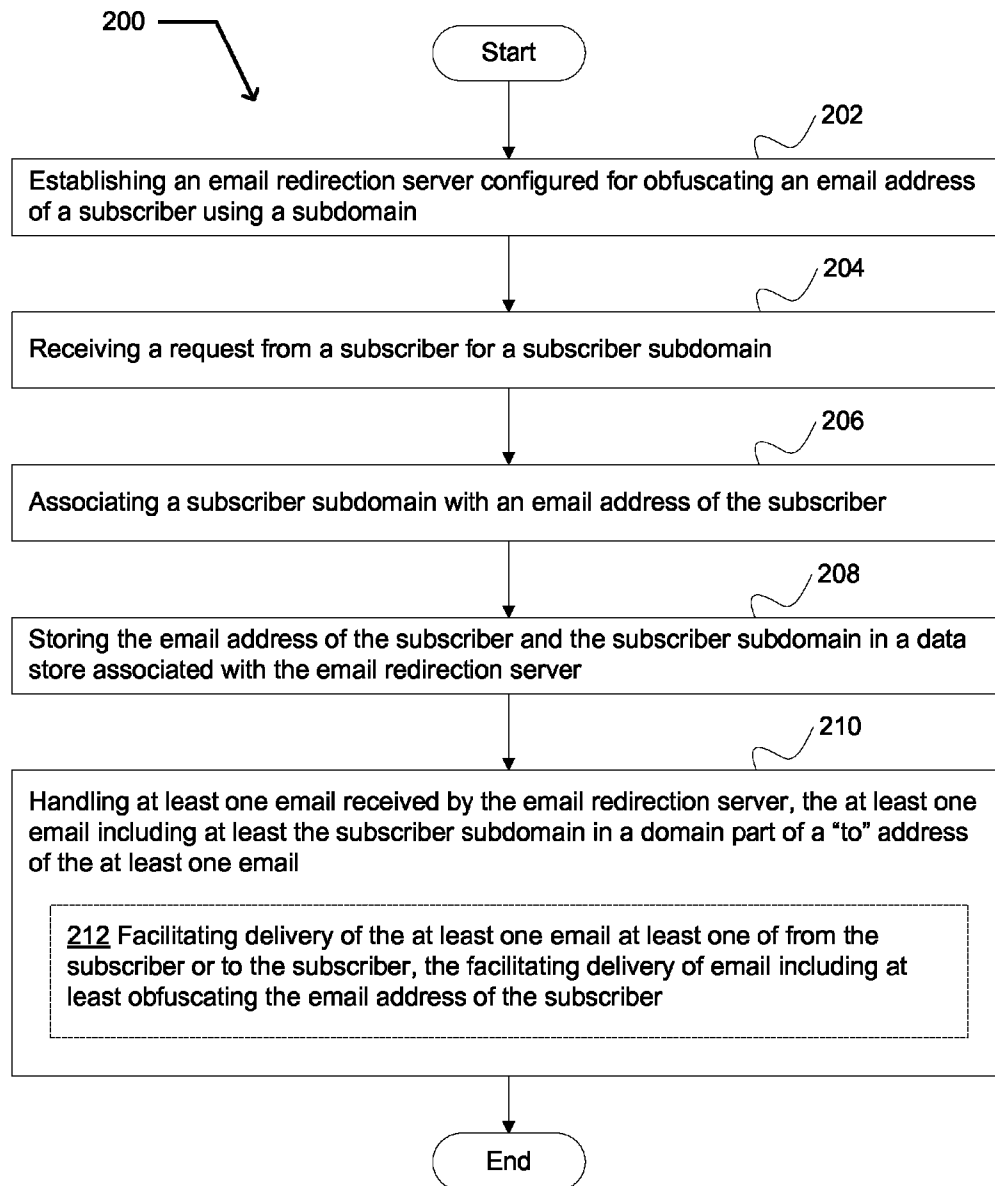 200
Start
202
Establishing an email redirection server configured for obfuscating an email address
of a subscriber using a subdomain
204
Receiving a request from a subscriber for a subscriber subdomain
206
Associating a subscriber subdomain with an email address of the subscriber
208
Storing the email address of the subscriber and the subscriber subdomain in a data
store associated with the email redirection server
210
Handling at least one email received by the email redirection server, the at least one
email including at least the subscriber subdomain in a domain part of a “to” address
of the at least one email
212 Facilitating delivery of the at least one email at least one of from the
subscriber or to the subscriber, the facilitating delivery of email including at
least obfuscating the email address of the subscriber
End